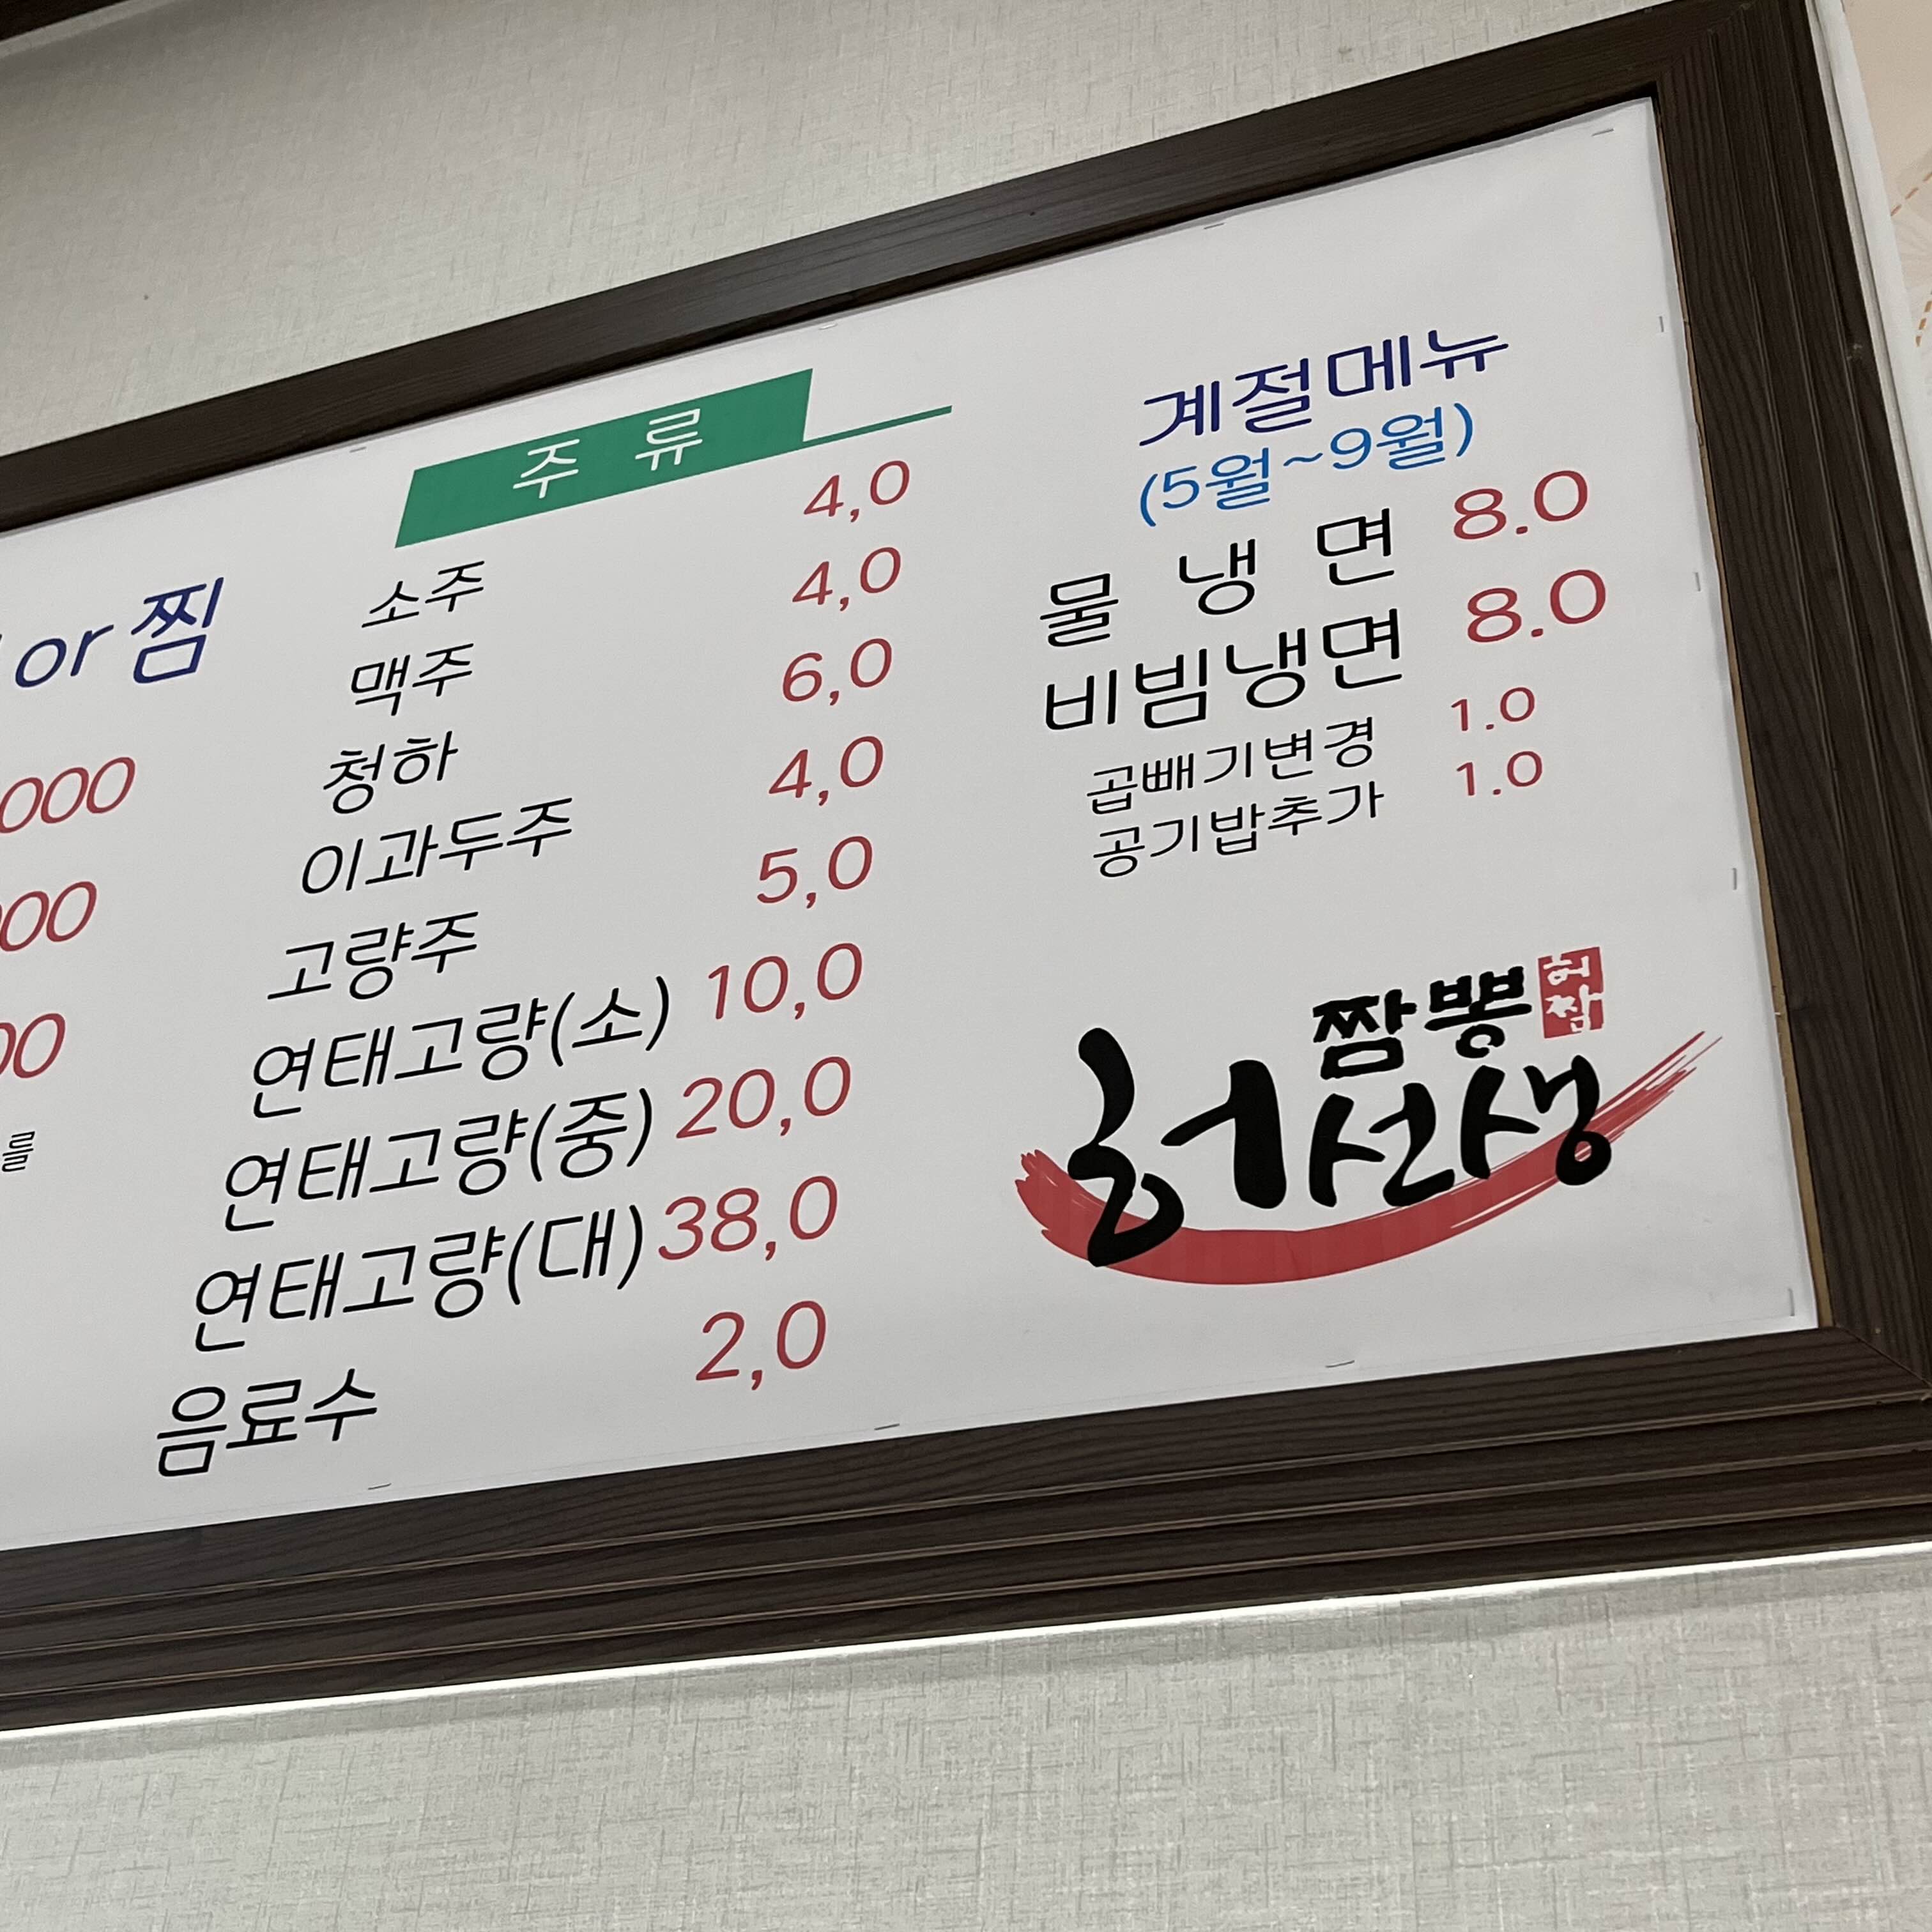 or 찜
000
00
00
를
주 류
소주 4,0
맥주 4,0
청하 6,0
이과두주 4,0
고량주 5,0
연태고량(소) 10,0
연태고량(중) 20,0
연태고량(대) 38,0
음료수 2,0
계절메뉴
(5월~9월)
물 냉 면 8.0
비빔냉면 8.0
곱빼기변경 1.0
공기밥추가 1.0
짬뽕 허짬
허선생